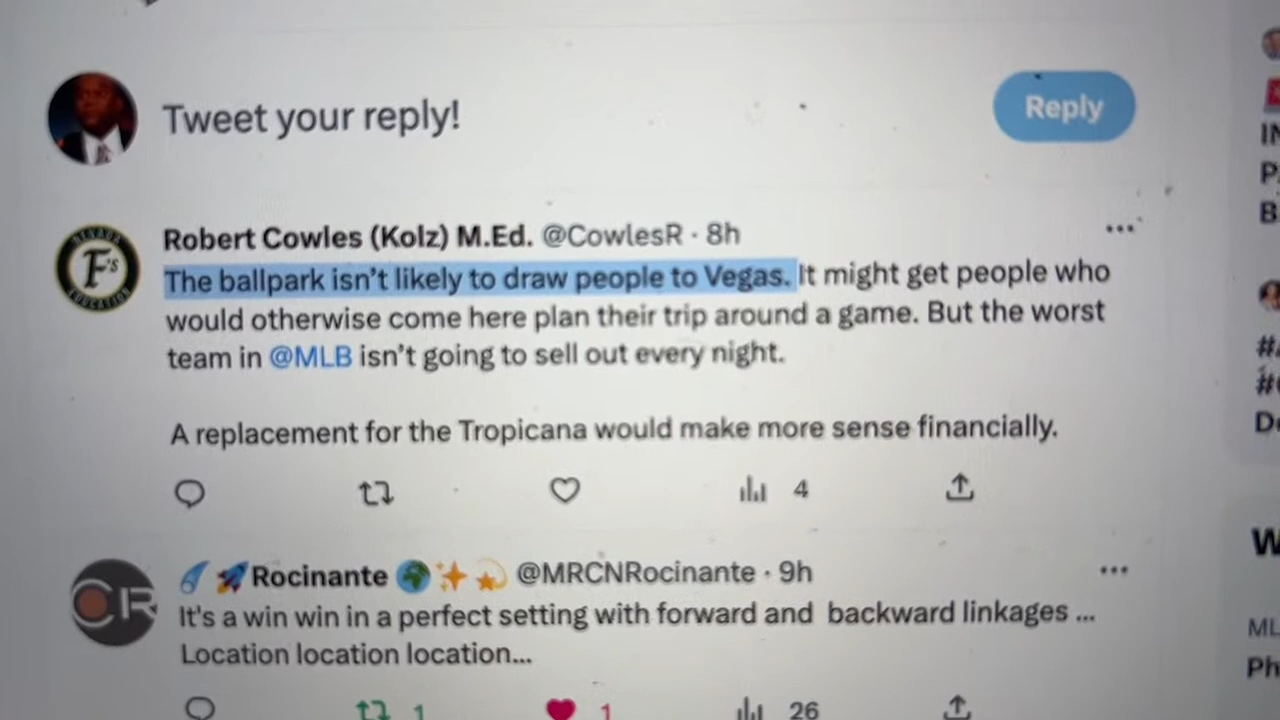 Tweet your reply!
Reply
Robert Cowles (Kolz) M.Ed. @CowlesR · 8h
The ballpark isn't likely to draw people to Vegas. It might get people who
would otherwise come here plan their trip around a game. But the worst
team in @MLB isn't going to sell out every night.
A replacement for the Tropicana would make more sense financially.
4
Rocinante @MRCNRocinante · 9h
It's a win win in a perfect setting with forward and backward linkages ...
Location location location...
1
1
26